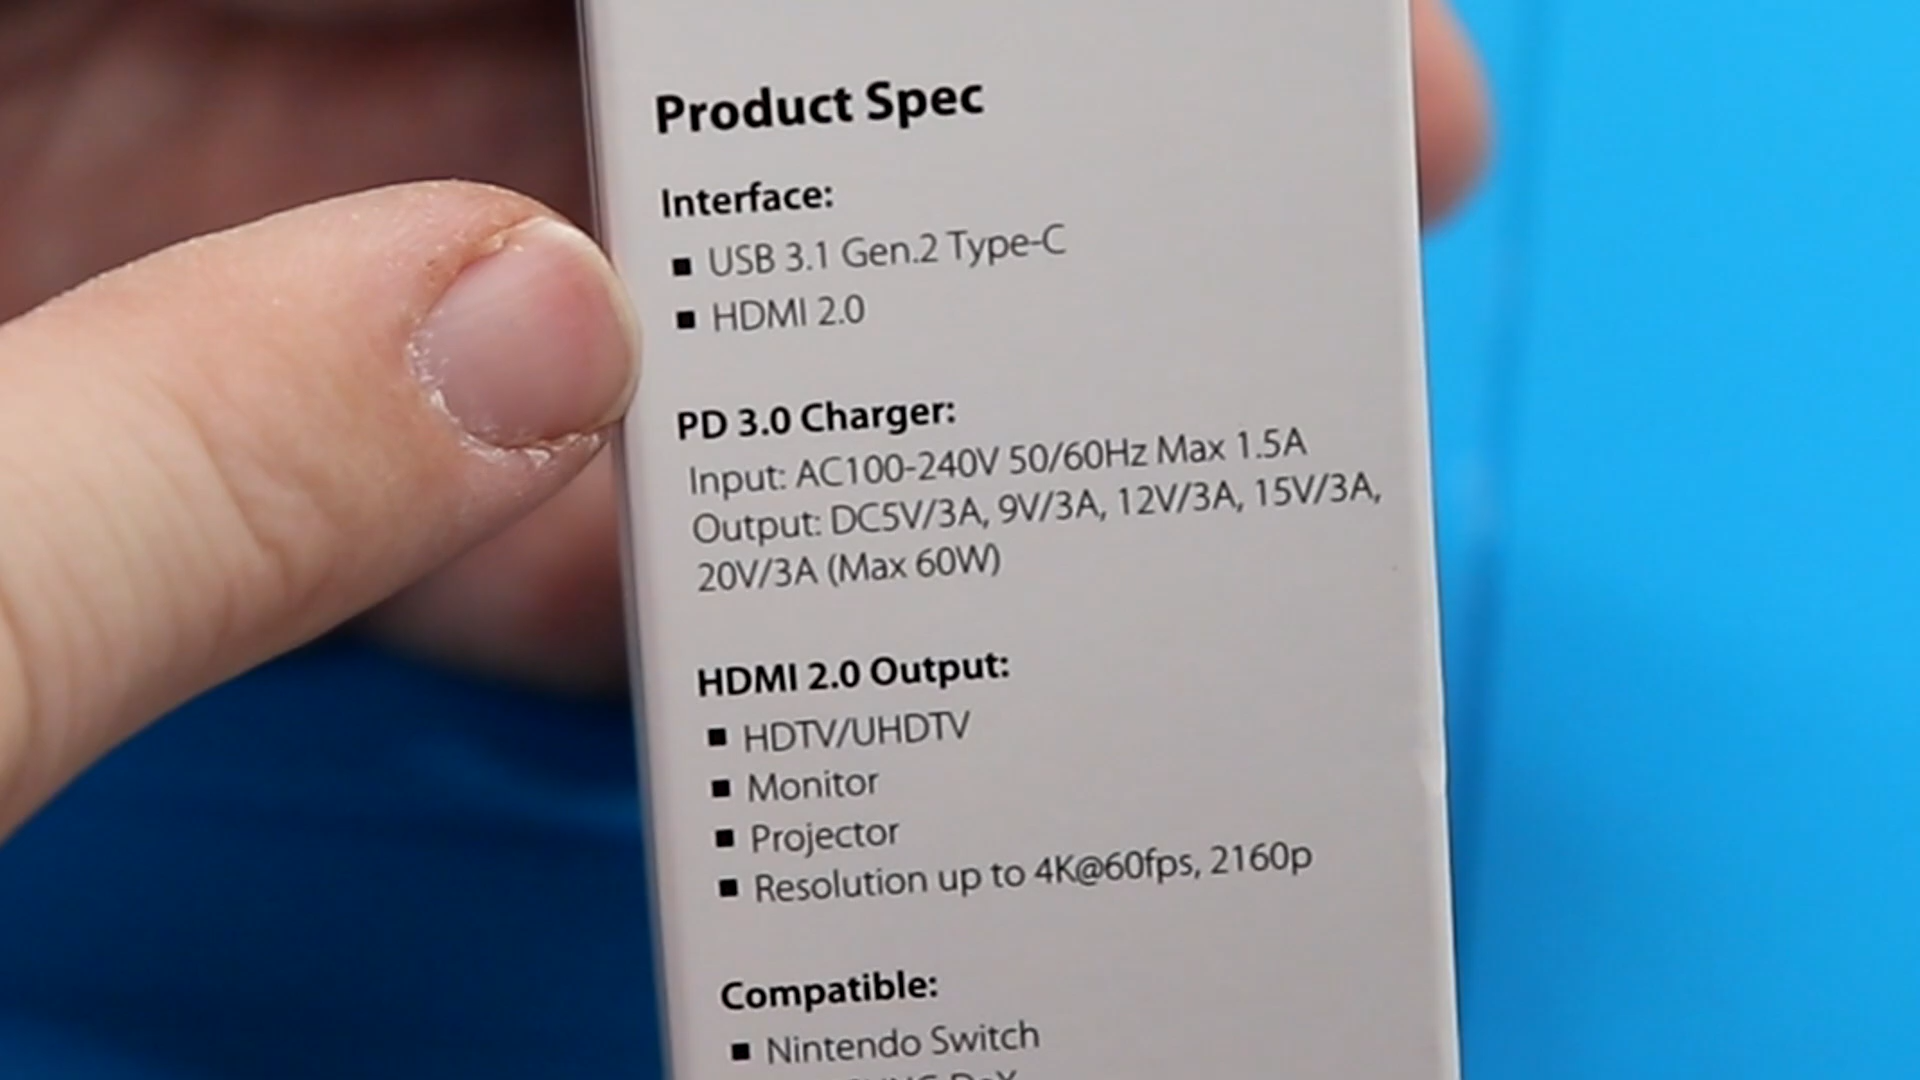 Product Spec
Interface:
■ USB 3.1 Gen.2 Type-C
■ HDMI 2.0
PD 3.0 Charger:
Input: AC100-240V 50/60Hz Max 1.5A
Output: DC5V/3A, 9V/3A, 12V/3A, 15V/3A,
20V/3A (Max 60W)
HDMI 2.0 Output:
■ HDTV/UHDTV
■ Monitor
■ Projector
■ Resolution up to 4K@60fps, 2160p
Compatible:
■ Nintendo Switch